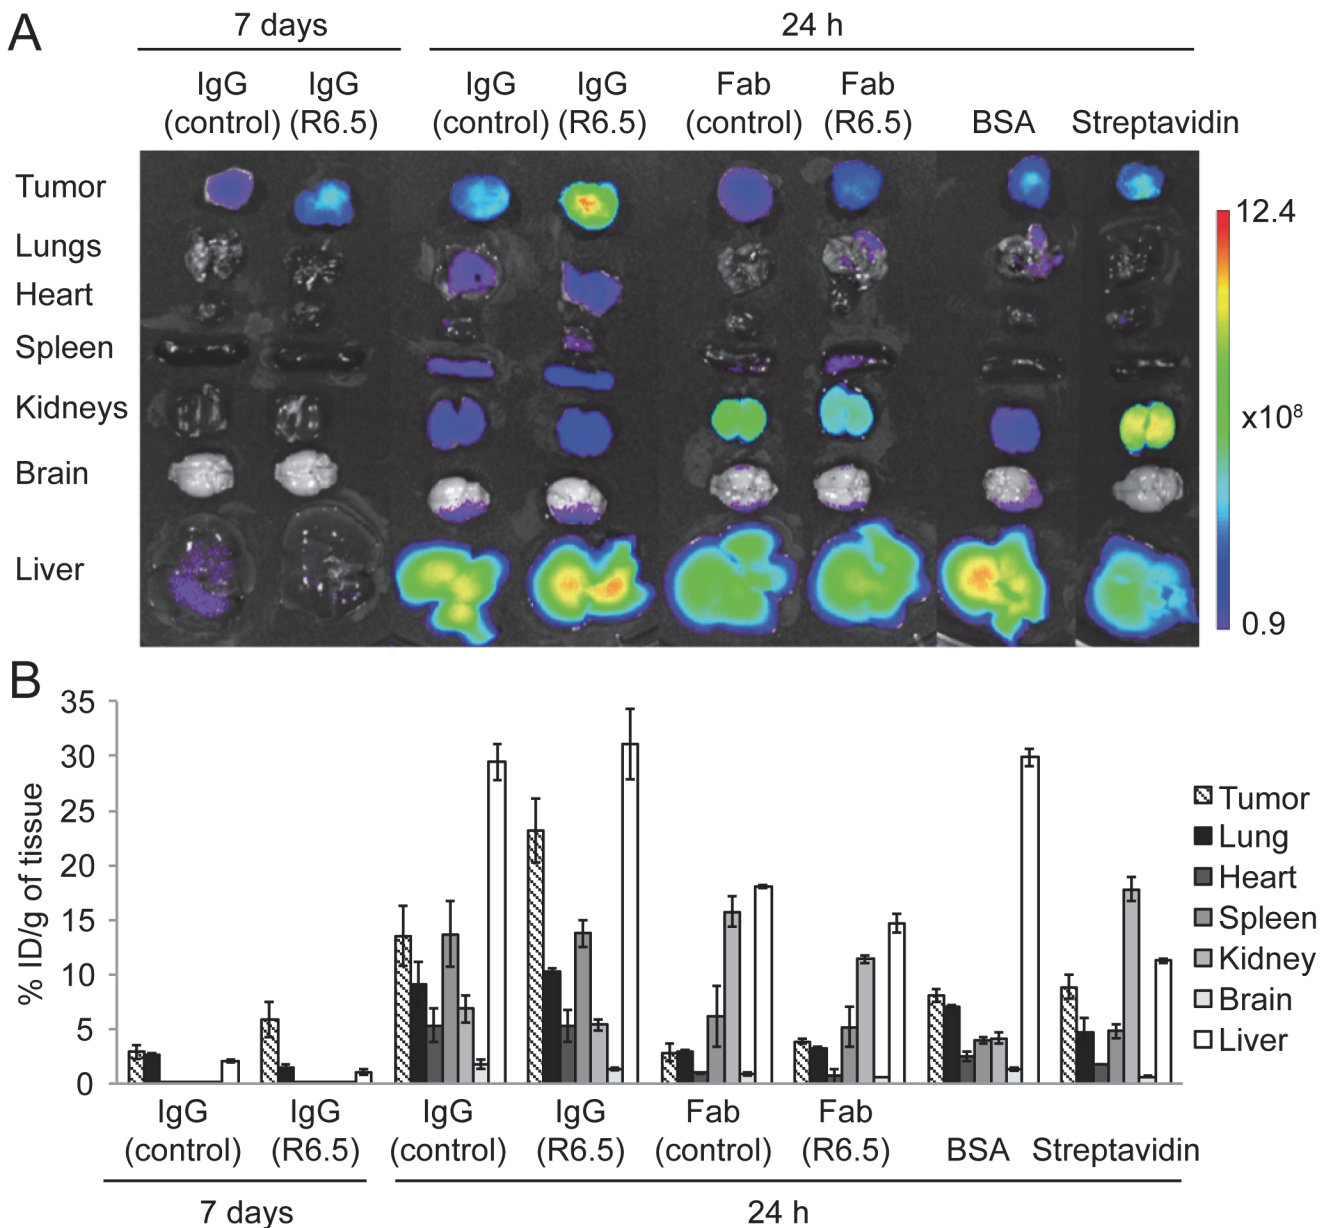 A
7 days 24 h
IgG IgG IgG IgG Fab Fab
(control) (R6.5) (control) (R6.5) (control) (R6.5) BSA Streptavidin
Tumor
Lungs
Heart
Spleen
Kidneys
Brain
Liver
12.4
x10⁸
0.9
B
% ID/g of tissue
35
30
25
20
15
10
5
0
Tumor
Lung
Heart
Spleen
Kidney
Brain
Liver
IgG IgG IgG IgG Fab Fab
(control) (R6.5) (control) (R6.5) (control) (R6.5) BSA Streptavidin
7 days 24 h